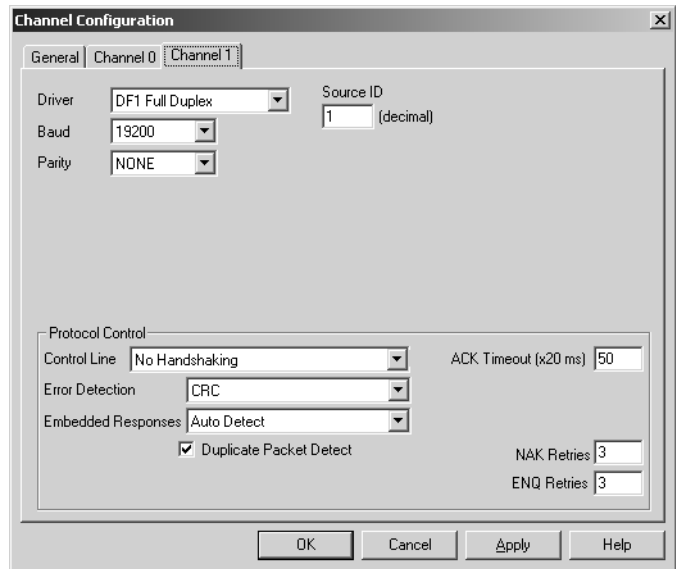 Channel Configuration
General Channel 0 Channel 1
Driver DF1 Full Duplex Source ID
1 (decimal)
Baud 19200
Parity NONE
Protocol Control
Control Line No Handshaking ACK Timeout (x20 ms) 50
Error Detection CRC
Embedded Responses Auto Detect
Duplicate Packet Detect NAK Retries 3
ENQ Retries 3
OK Cancel Apply Help